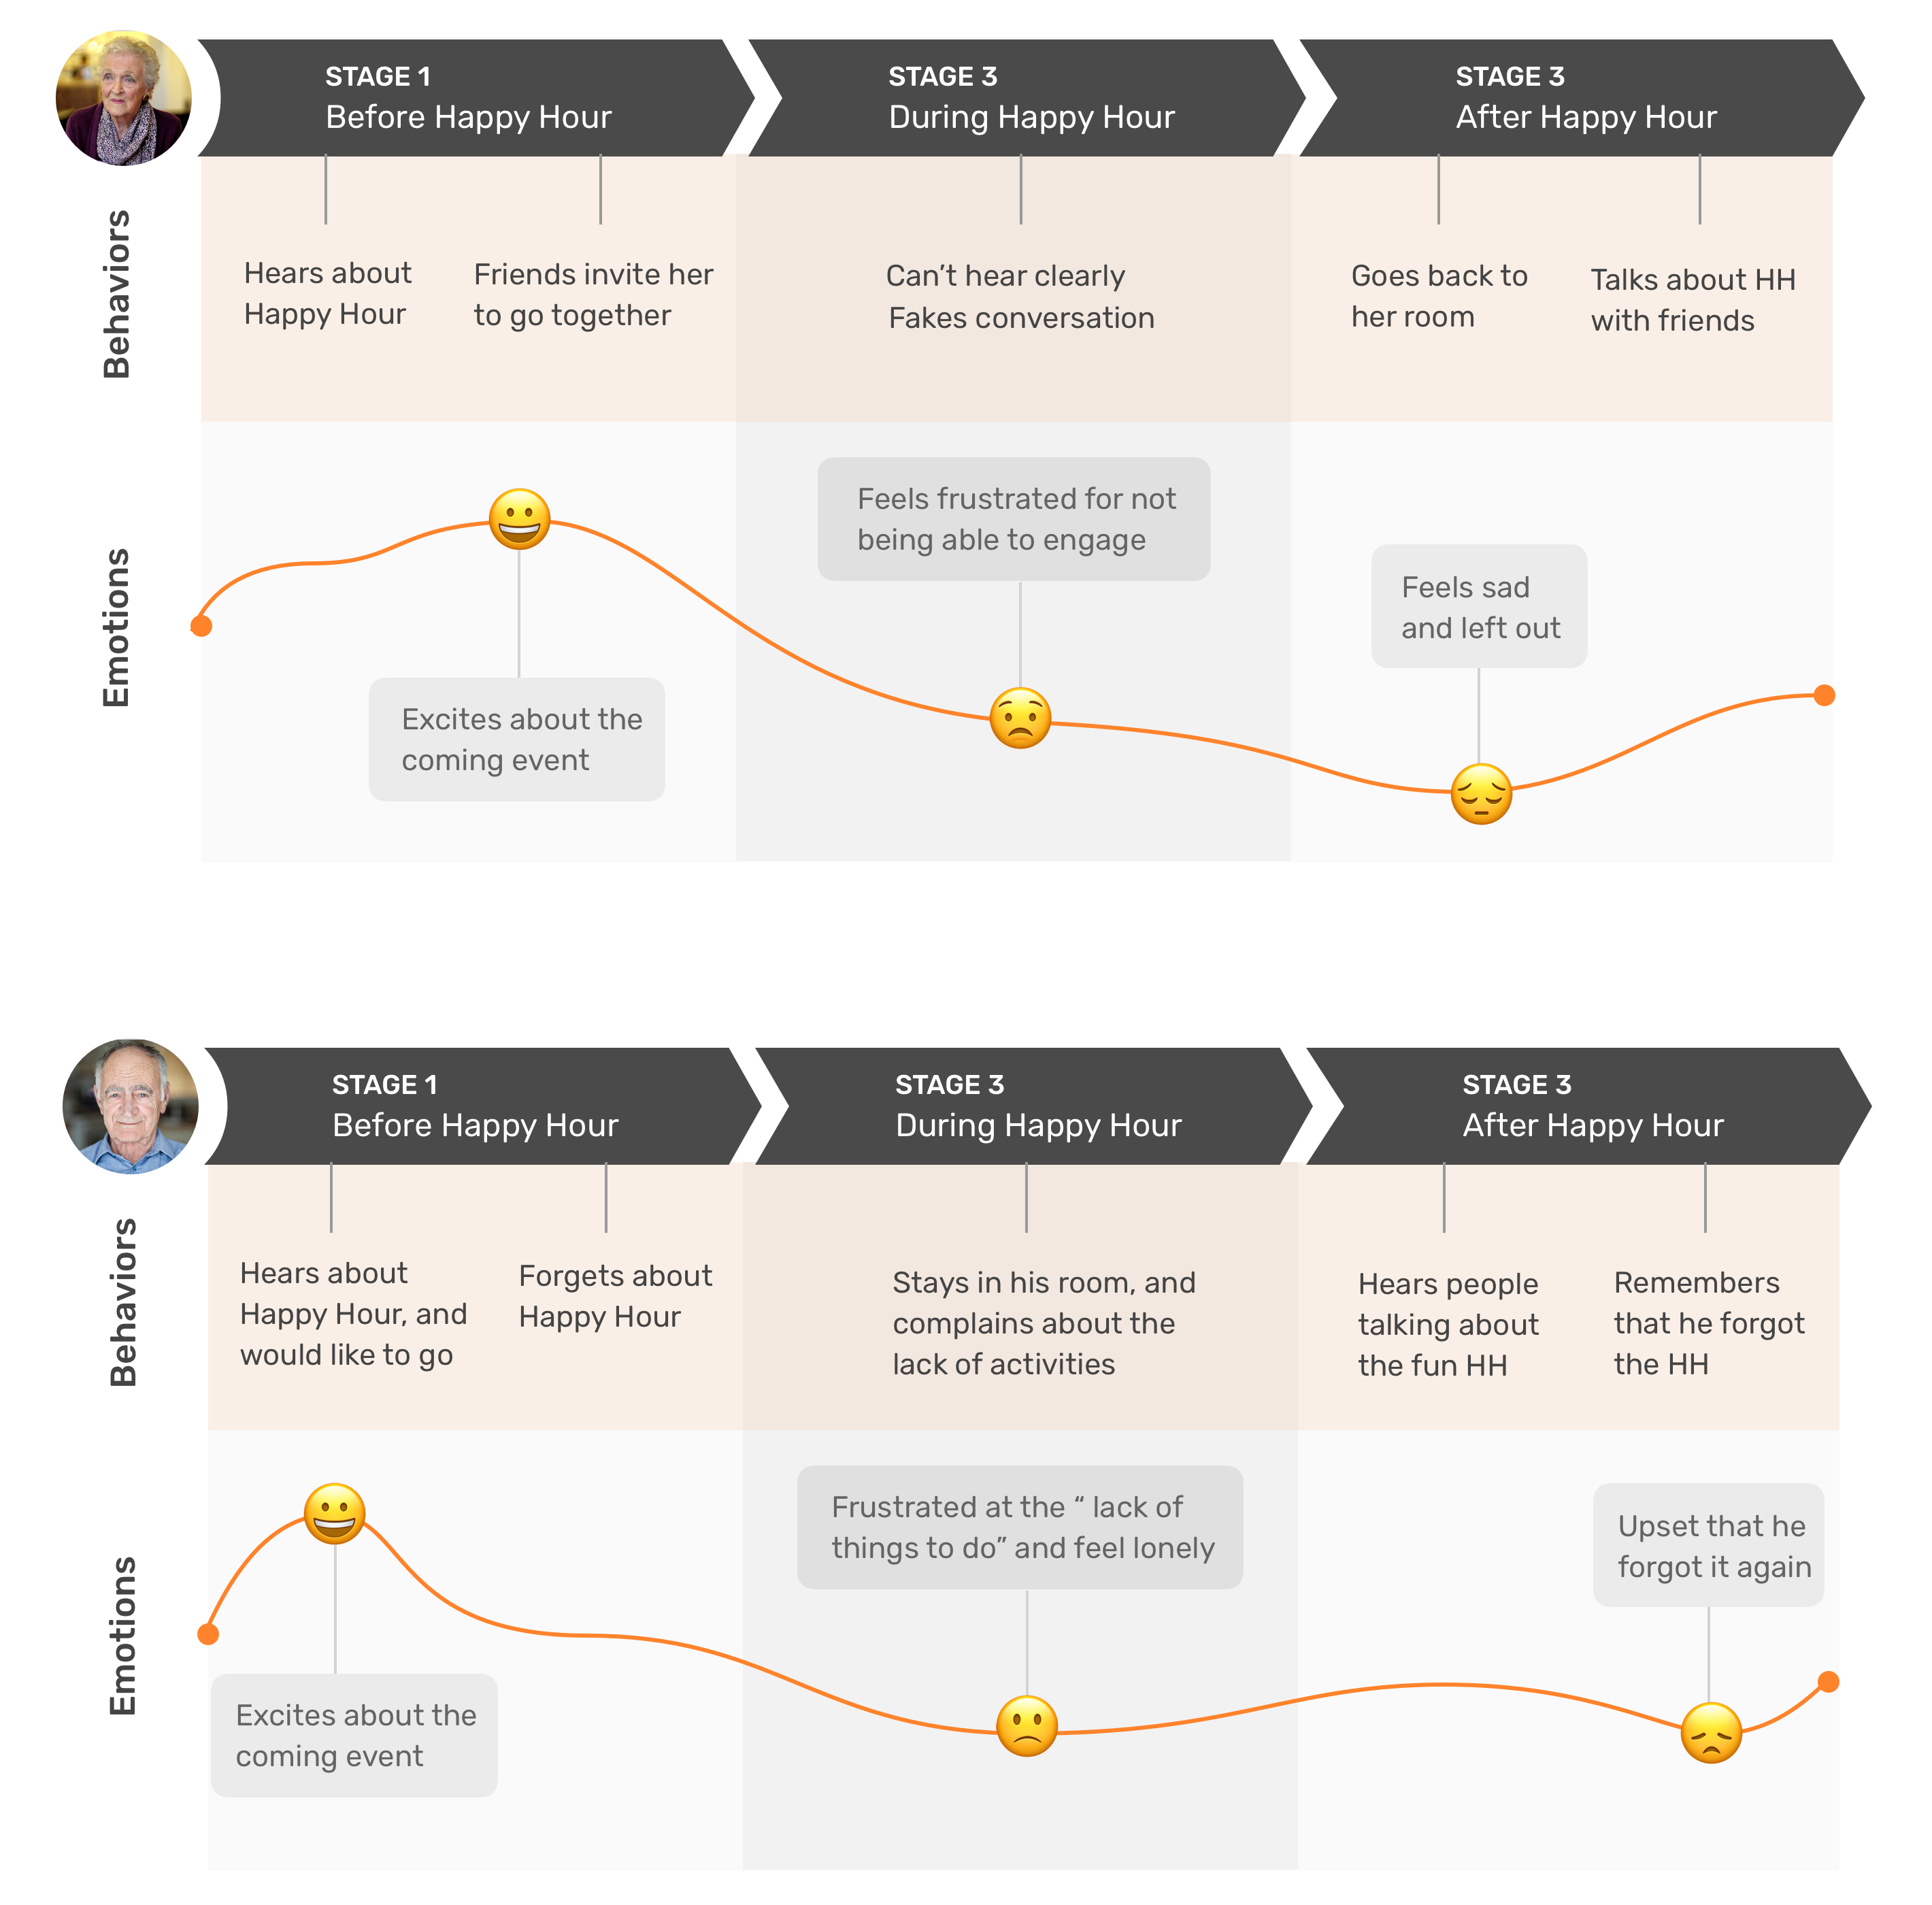 STAGE 1
Before Happy Hour
STAGE 3
During Happy Hour
STAGE 3
After Happy Hour
Behaviors
Hears about
Happy Hour
Friends invite her
to go together
Can’t hear clearly
Fakes conversation
Goes back to
her room
Talks about HH
with friends
Emotions
Excites about the
coming event
Feels frustrated for not
being able to engage
Feels sad
and left out
STAGE 1
Before Happy Hour
STAGE 3
During Happy Hour
STAGE 3
After Happy Hour
Behaviors
Hears about
Happy Hour, and
would like to go
Forgets about
Happy Hour
Stays in his room, and
complains about the
lack of activities
Hears people
talking about
the fun HH
Remembers
that he forgot
the HH
Emotions
Excites about the
coming event
Frustrated at the “ lack of
things to do” and feel lonely
Upset that he
forgot it again